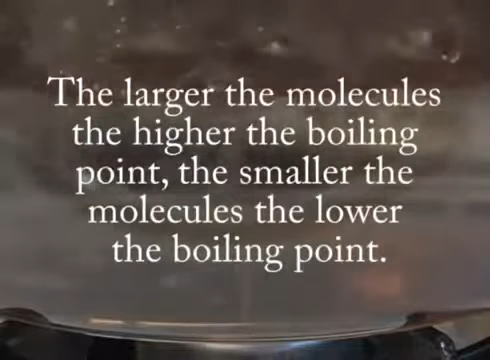 The larger the molecules
the higher the boiling
point, the smaller the
molecules the lower
the boiling point.